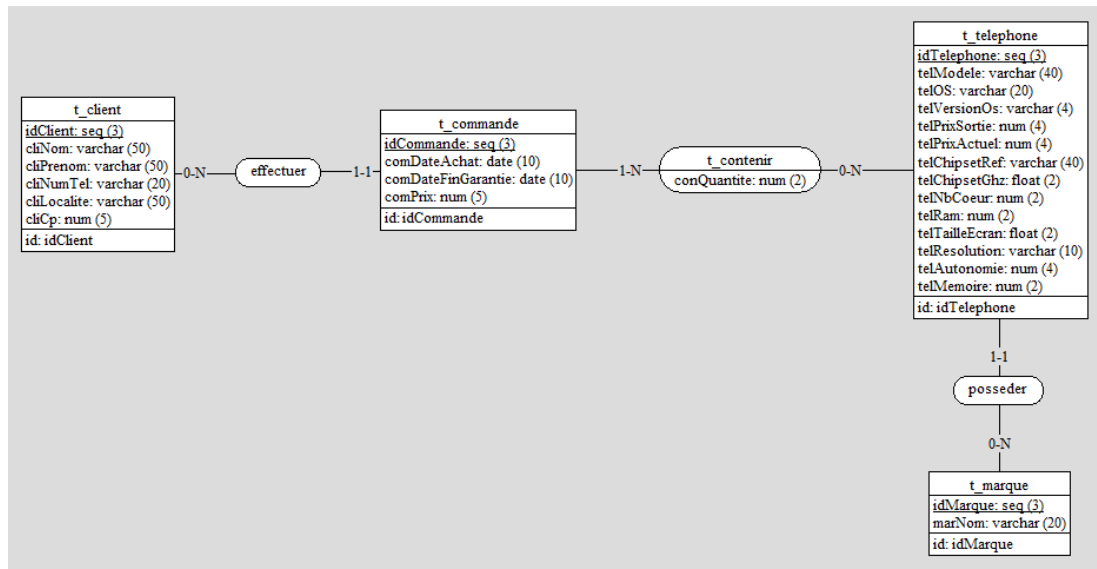 t_client
idClient: seq (3)
cliNom: varchar (50)
cliPrenom: varchar (50)
cliNumTel: varchar (20)
cliLocalite: varchar (50)
cliCp: num (5)
id: idClient
0-N
effectuer
1-1
t_commande
idCommande: seq (3)
comDateAchat: date (10)
comDateFinGarantie: date (10)
comPrix: num (5)
id: idCommande
1-N
t_contenir
conQuantite: num (2)
0-N
t_telephone
idTelephone: seq (3)
telModele: varchar (40)
telOS: varchar (20)
telVersionOs: varchar (4)
telPrixSortie: num (4)
telPrixActuel: num (4)
telChipsetRef: varchar (40)
telChipsetGhz: float (2)
telNbCoeur: num (2)
telRam: num (2)
telTailleEcran: float (2)
telResolution: varchar (10)
telAutonomie: num (4)
telMemoire: num (2)
id: idTelephone
1-1
posseder
0-N
t_marque
idMarque: seq (3)
marNom: varchar (20)
id: idMarque